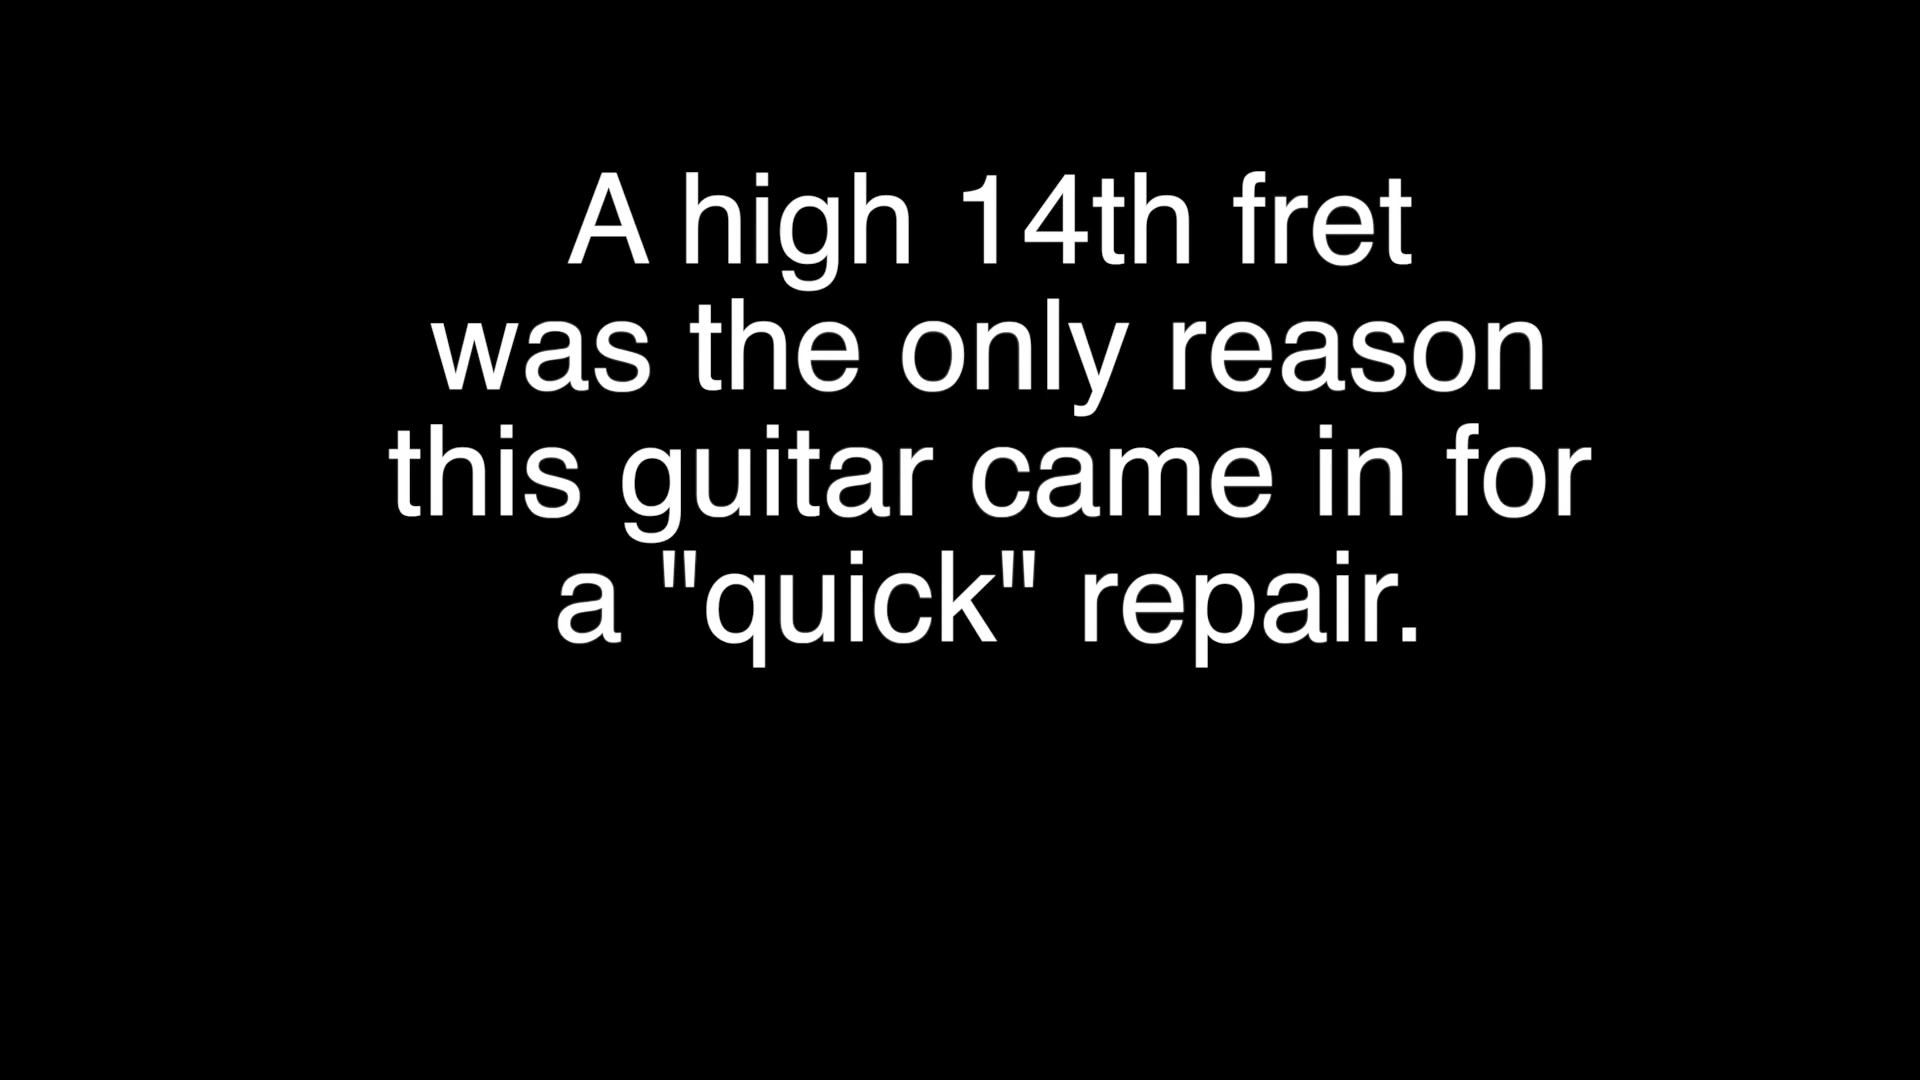 A high 14th fret
was the only reason
this guitar came in for
a "quick" repair.